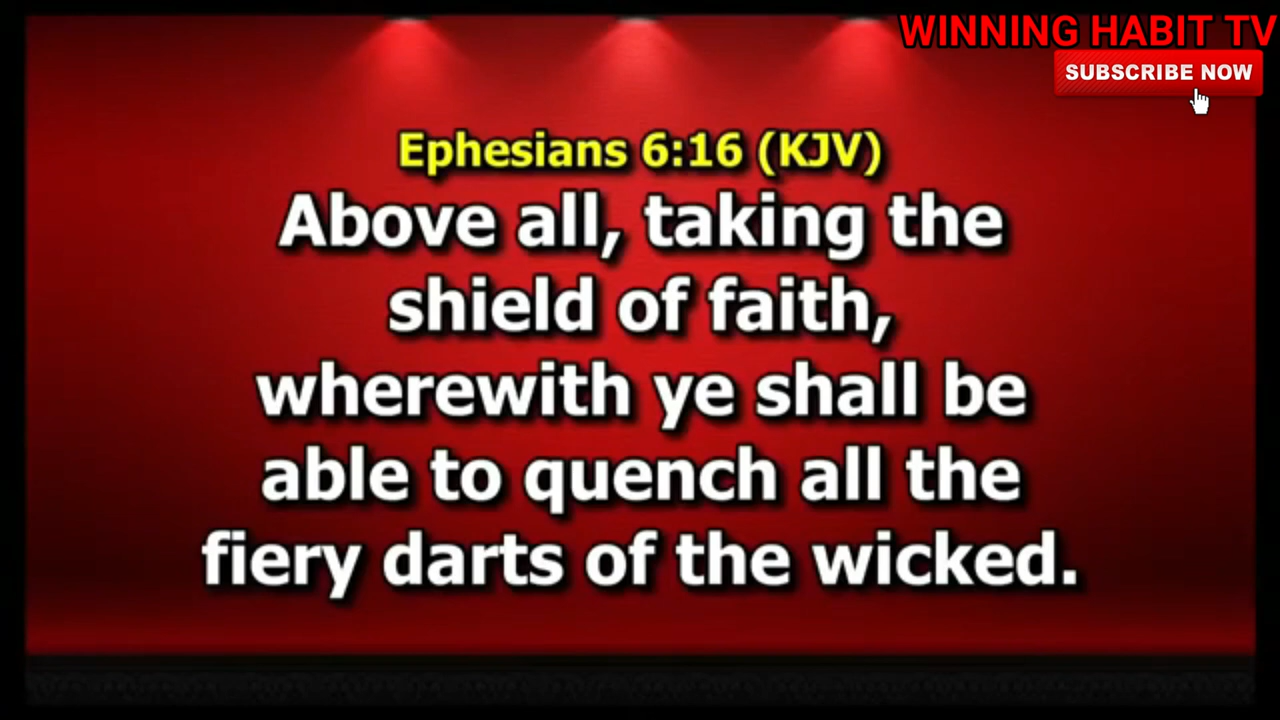 WINNING HABIT TV
SUBSCRIBE NOW
Ephesians 6:16 (KJV)
Above all, taking the
shield of faith,
wherewith ye shall be
able to quench all the
fiery darts of the wicked.